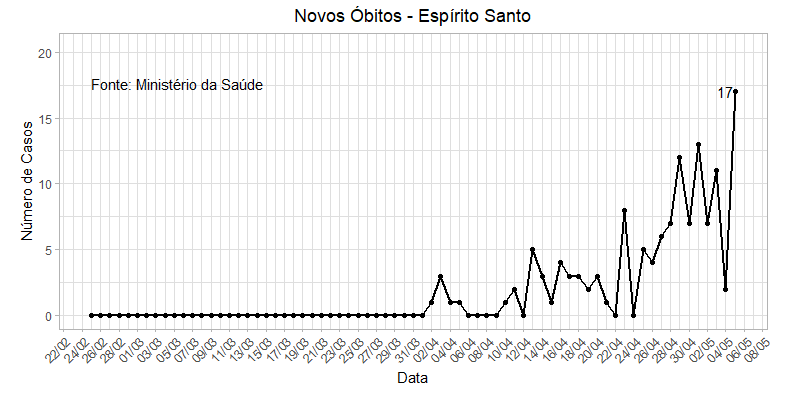 Novos Óbitos - Espírito Santo
20
Fonte: Ministério da Saúde
17
15
10
5
0
Número de Casos
22/02 24/02 26/02 28/02 01/03 03/03 05/03 07/03 09/03 11/03 13/03 15/03 17/03 19/03 21/03 23/03 25/03 27/03 29/03 31/03 02/04 04/04 06/04 08/04 10/04 12/04 14/04 16/04 18/04 20/04 22/04 24/04 26/04 28/04 30/04 02/05 04/05 06/05 08/05
Data